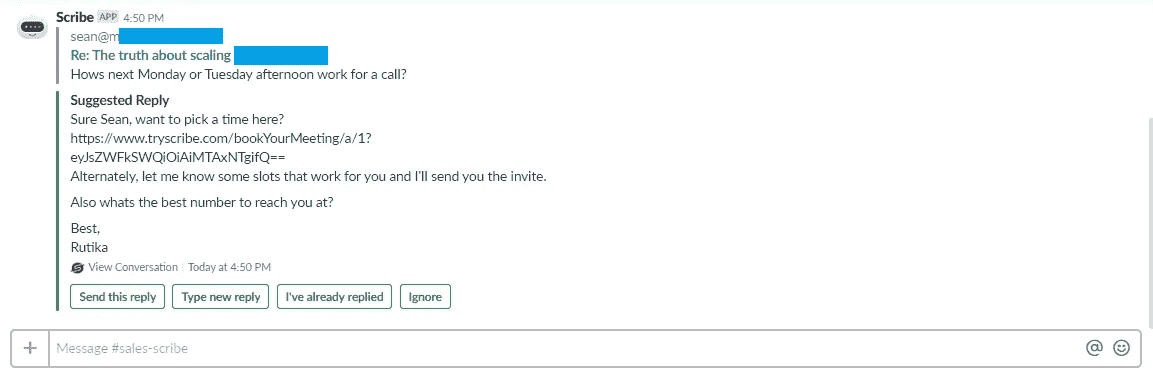 Scribe APP 4:50 PM
sean@m
Re: The truth about scaling
Hows next Monday or Tuesday afternoon work for a call?
Suggested Reply
Sure Sean, want to pick a time here?
https://www.tryscribe.com/bookYourMeeting/a/1?
eyJsZWFkSWQiOiAiMTAxNTgifQ==
Alternately, let me know some slots that work for you and I'll send you the invite.
Also whats the best number to reach you at?
Best,
Rutika
View Conversation | Today at 4:50 PM
Send this reply Type new reply I've already replied Ignore
+ Message #sales-scribe @